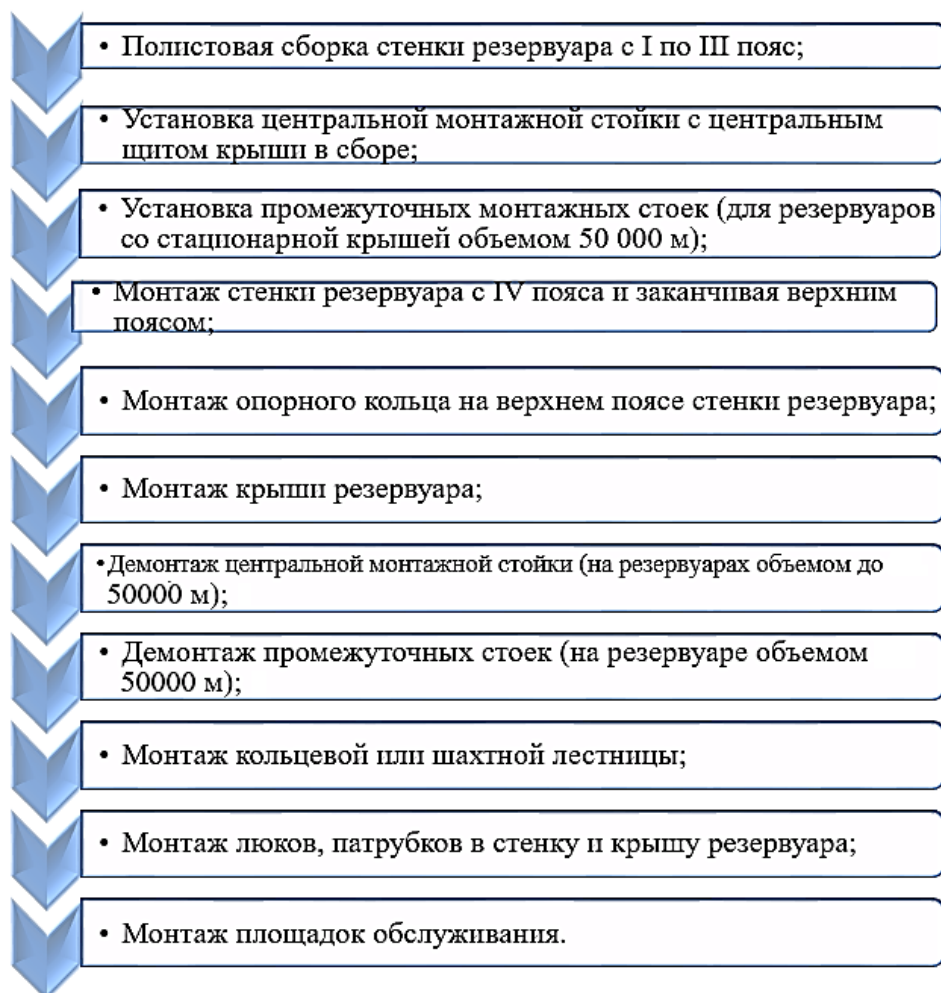 • Полистовая сборка стенки резервуара с I по III пояс;
• Установка центральной монтажной стойки с центральным
щитом крыши в сборе;
• Установка промежуточных монтажных стоек (для резервуаров
со стационарной крышей объемом 50 000 м);
• Монтаж стенки резервуара с IV пояса и заканчивая верхним
поясом;
• Монтаж опорного кольца на верхнем поясе стенки резервуара;
• Монтаж крыши резервуара;
• Демонтаж центральной монтажной стойки (на резервуарах объемом до
50000 м);
• Демонтаж промежуточных стоек (на резервуаре объемом
50000 м);
• Монтаж кольцевой или шахтной лестницы;
• Монтаж люков, патрубков в стенку и крышу резервуара;
• Монтаж площадок обслуживания.